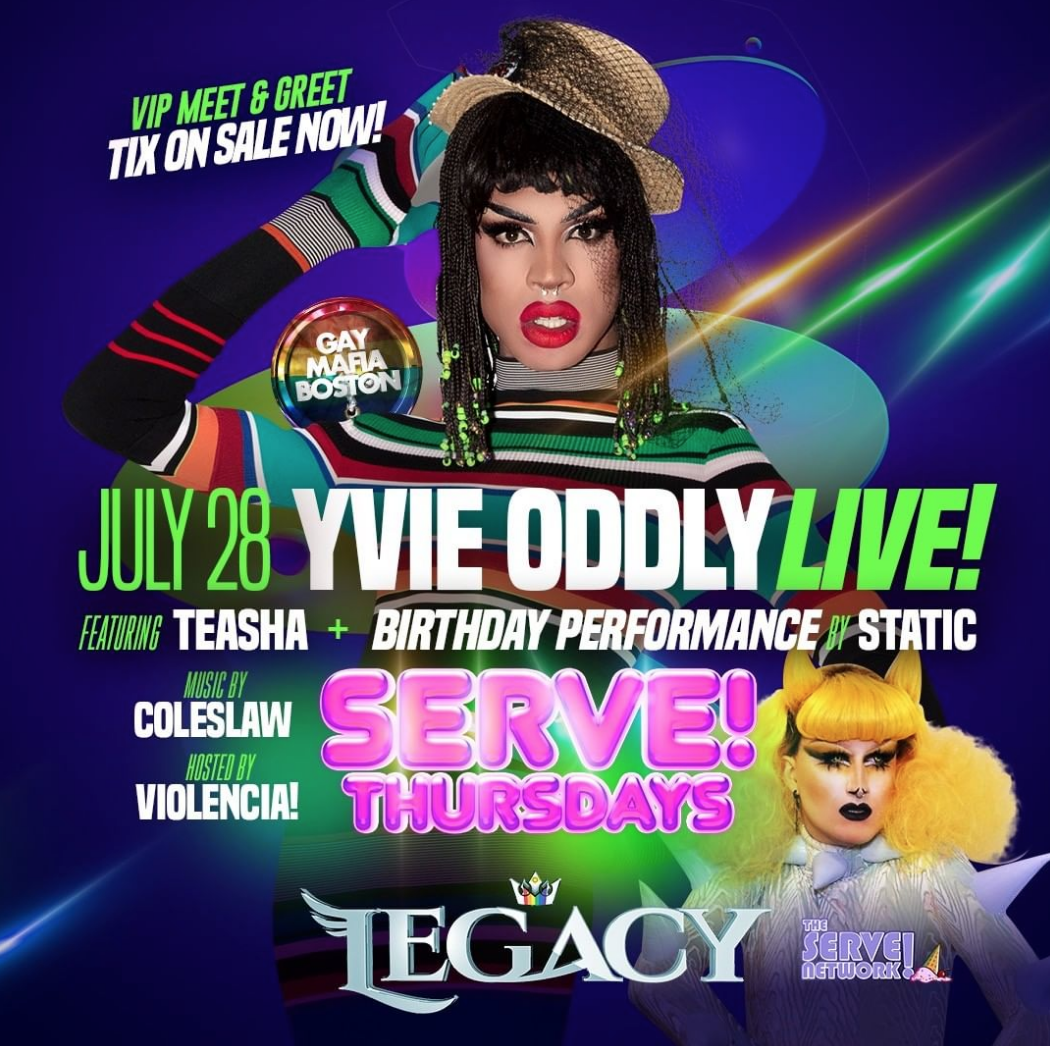 VIP MEET & GREET
TIX ON SALE NOW!
GAY
MAFIA
BOSTON
JULY 28 YVIE ODDLY LIVE!
FEATURING TEASHA + BIRTHDAY PERFORMANCE BY STATIC
MUSIC BY
COLESLAW
HOSTED BY
VIOLENCIA!
SERVE!
THURSDAYS
LEGACY
THE
SERVE!
NETWORK